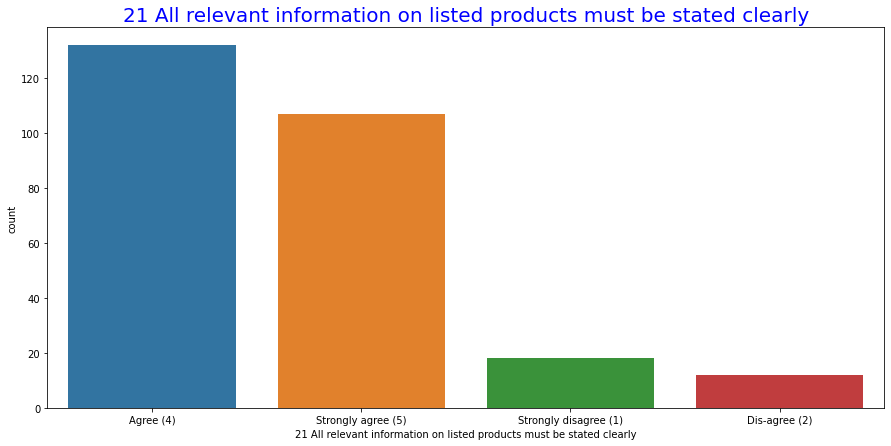 21 All relevant information on listed products must be stated clearly
120
100
80
60
40
20
0
count
Agree (4)
Strongly agree (5)
Strongly disagree (1)
Dis-agree (2)
21 All relevant information on listed products must be stated clearly